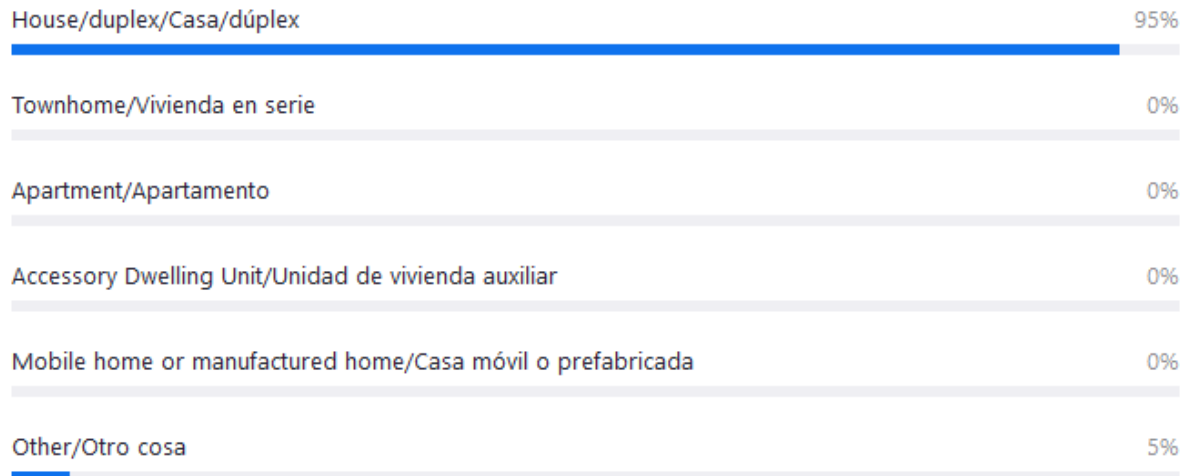 House/duplex/Casa/dúplex 95%
Townhome/Vivienda en serie 0%
Apartment/Apartamento 0%
Accessory Dwelling Unit/Unidad de vivienda auxiliar 0%
Mobile home or manufactured home/Casa móvil o prefabricada 0%
Other/Otro cosa 5%